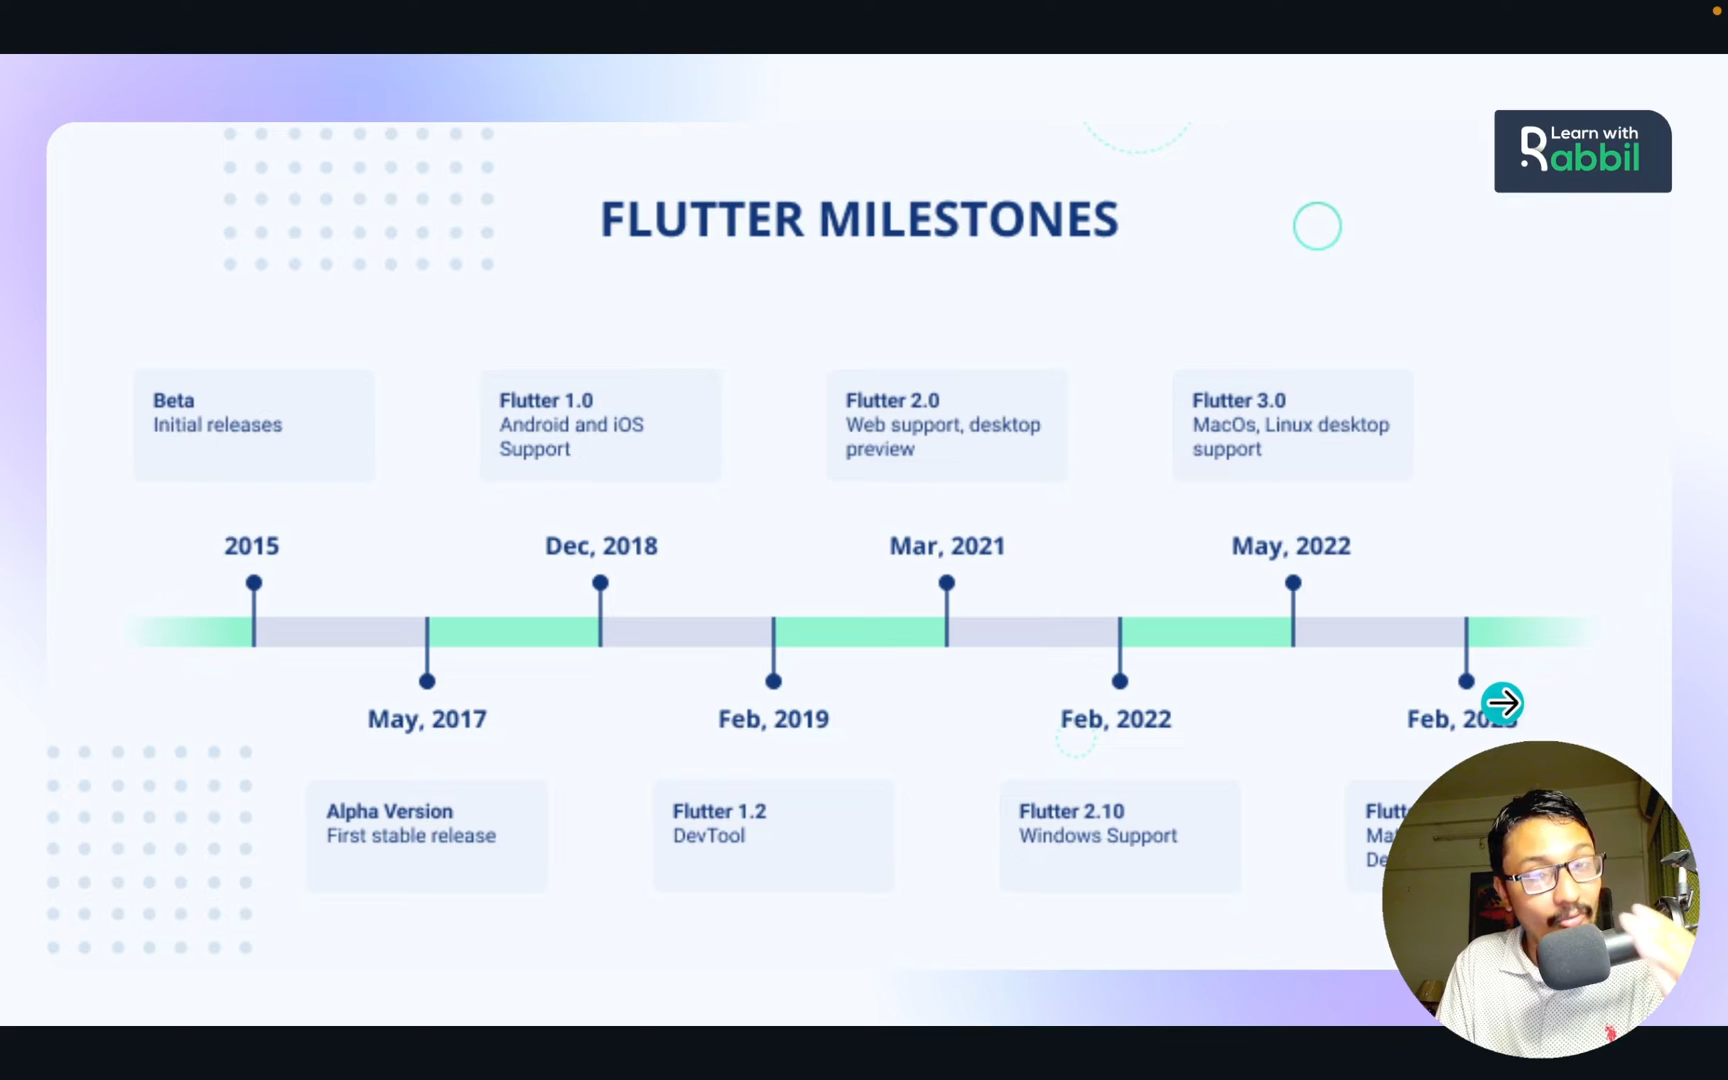 Learn with
Rabbil
FLUTTER MILESTONES
Beta
Initial releases
Flutter 1.0
Android and iOS
Support
Flutter 2.0
Web support, desktop
preview
Flutter 3.0
MacOs, Linux desktop
support
2015
Dec, 2018
Mar, 2021
May, 2022
May, 2017
Feb, 2019
Feb, 2022
Feb,
Alpha Version
First stable release
Flutter 1.2
DevTool
Flutter 2.10
Windows Support